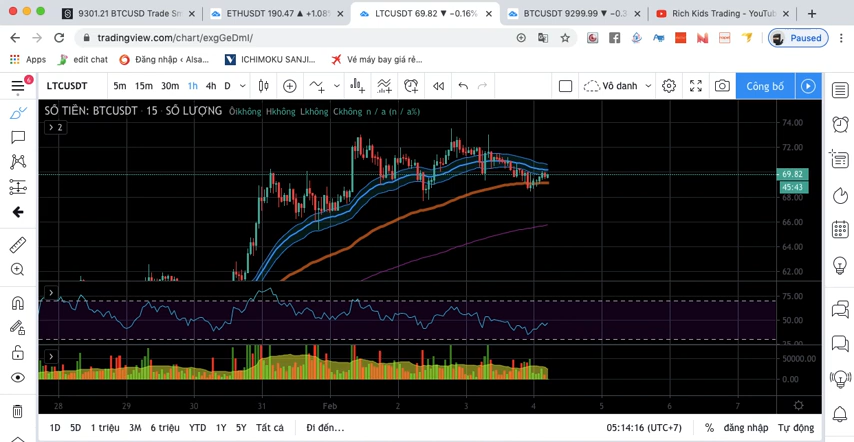 9301.21 BTCUSD Trade Sm
ETHUSDT 190.47 ▲ +1.08%
LTCUSDT 69.82 ▼ −0.16%
BTCUSDT 9299.99 ▼ −0.3
Rich Kids Trading - YouTub
tradingview.com/chart/exgGeDmI/
Paused
Apps
edit chat
Đăng nhập ‹ Alsa...
ICHIMOKU SANJI...
Vé máy bay giá rẻ...
6
LTCUSDT
5m 15m 30m 1h 4h D
Vô danh
Công bố
SỐ TIỀN: BTCUSDT · 15 · SỐ LƯỢNG Ôikhông Hkhông Lkhông Ckhông n / a (n / a%)
2
74.00
72.00
69.82
45:43
68.00
66.00
64.00
62.00
75.00
50.00
25.00
50000.00
0.00
28 29 30 31 Feb 2 3 4 5 6 7
1D 5D 1 triệu 3M 6 triệu YTD 1Y 5Y Tất cả Đi đến...
05:14:16 (UTC+7) % đăng nhập Tự động